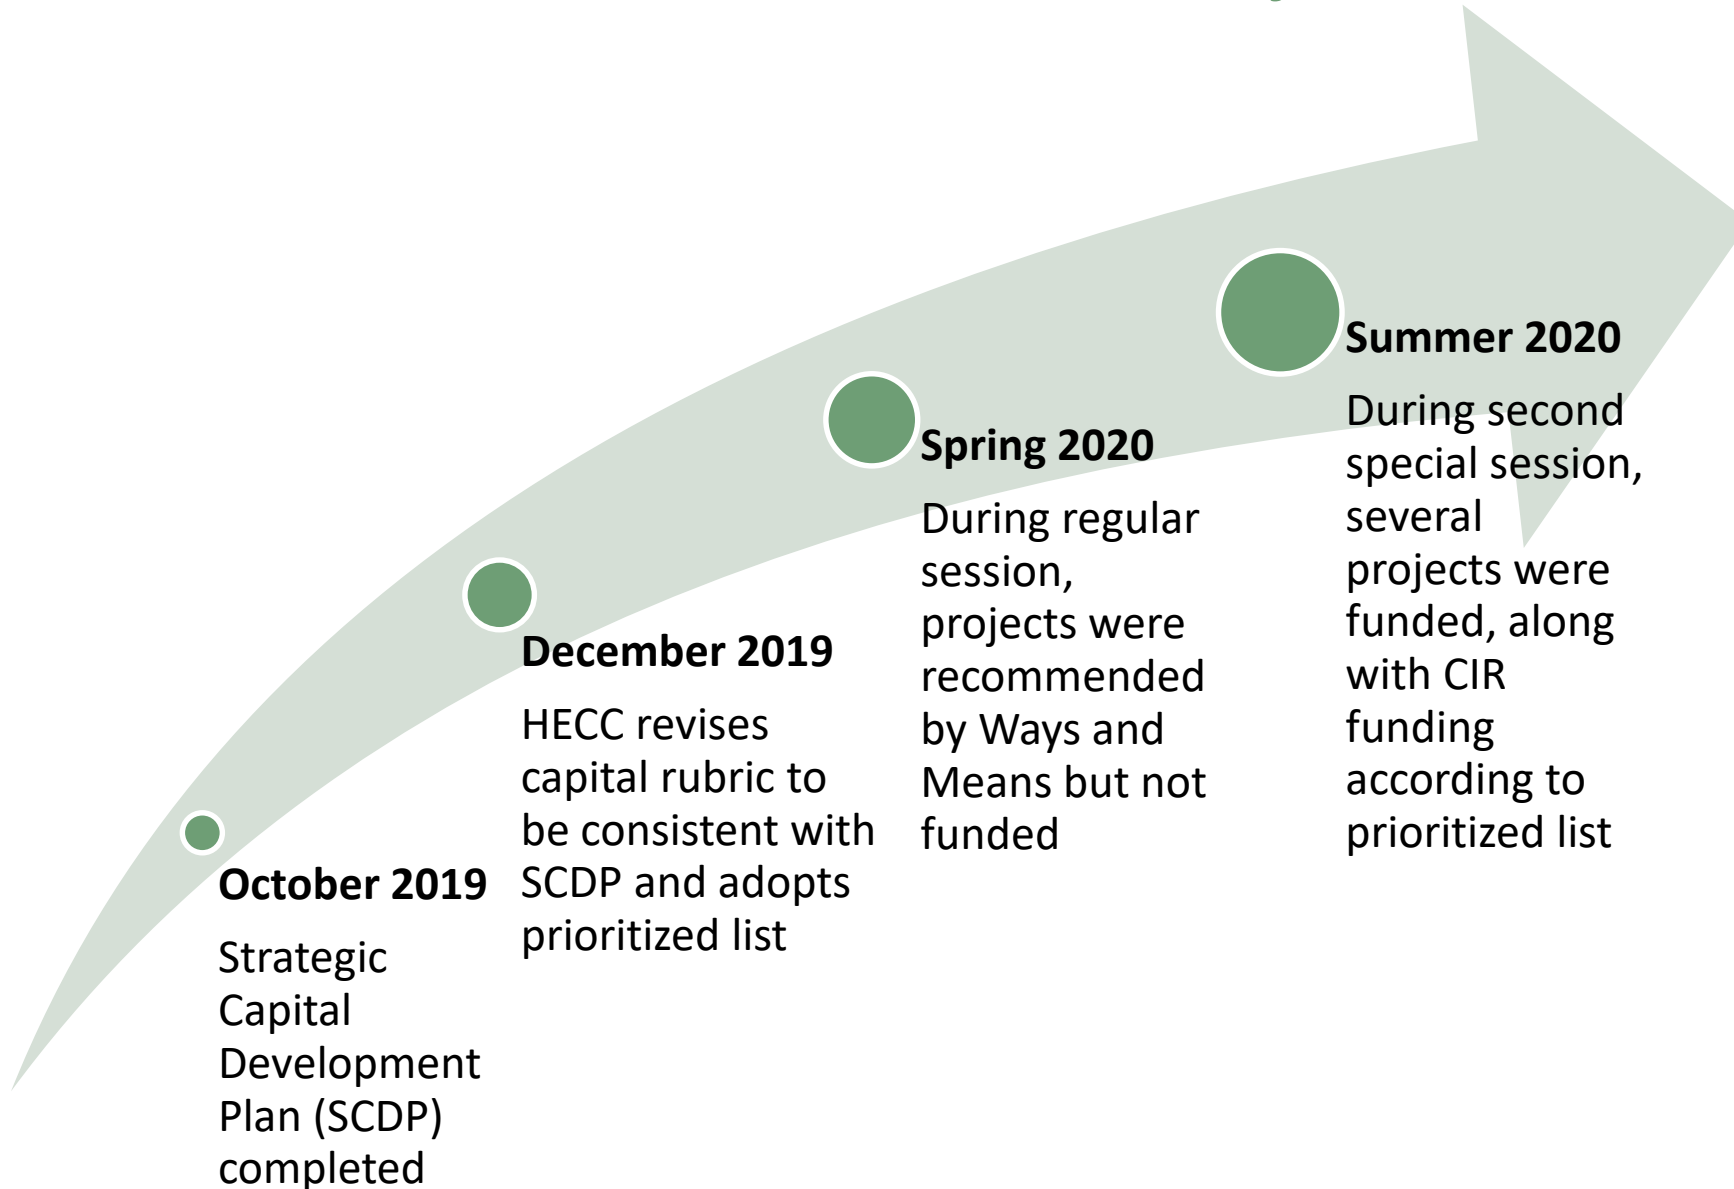 October 2019
Strategic
Capital
Development
Plan (SCDP)
completed
December 2019
HECC revises
capital rubric to
be consistent with
SCDP and adopts
prioritized list
Spring 2020
During regular
session,
projects were
recommended
by Ways and
Means but not
funded
Summer 2020
During second
special session,
several
projects were
funded, along
with CIR
funding
according to
prioritized list